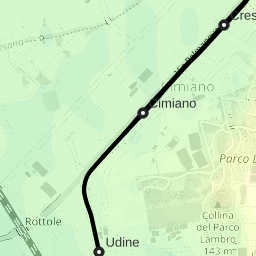 Cres
Cimiano
Cimiano
Parco L
Rottole
Collina
del Parco
Lambro
143 m
Udine